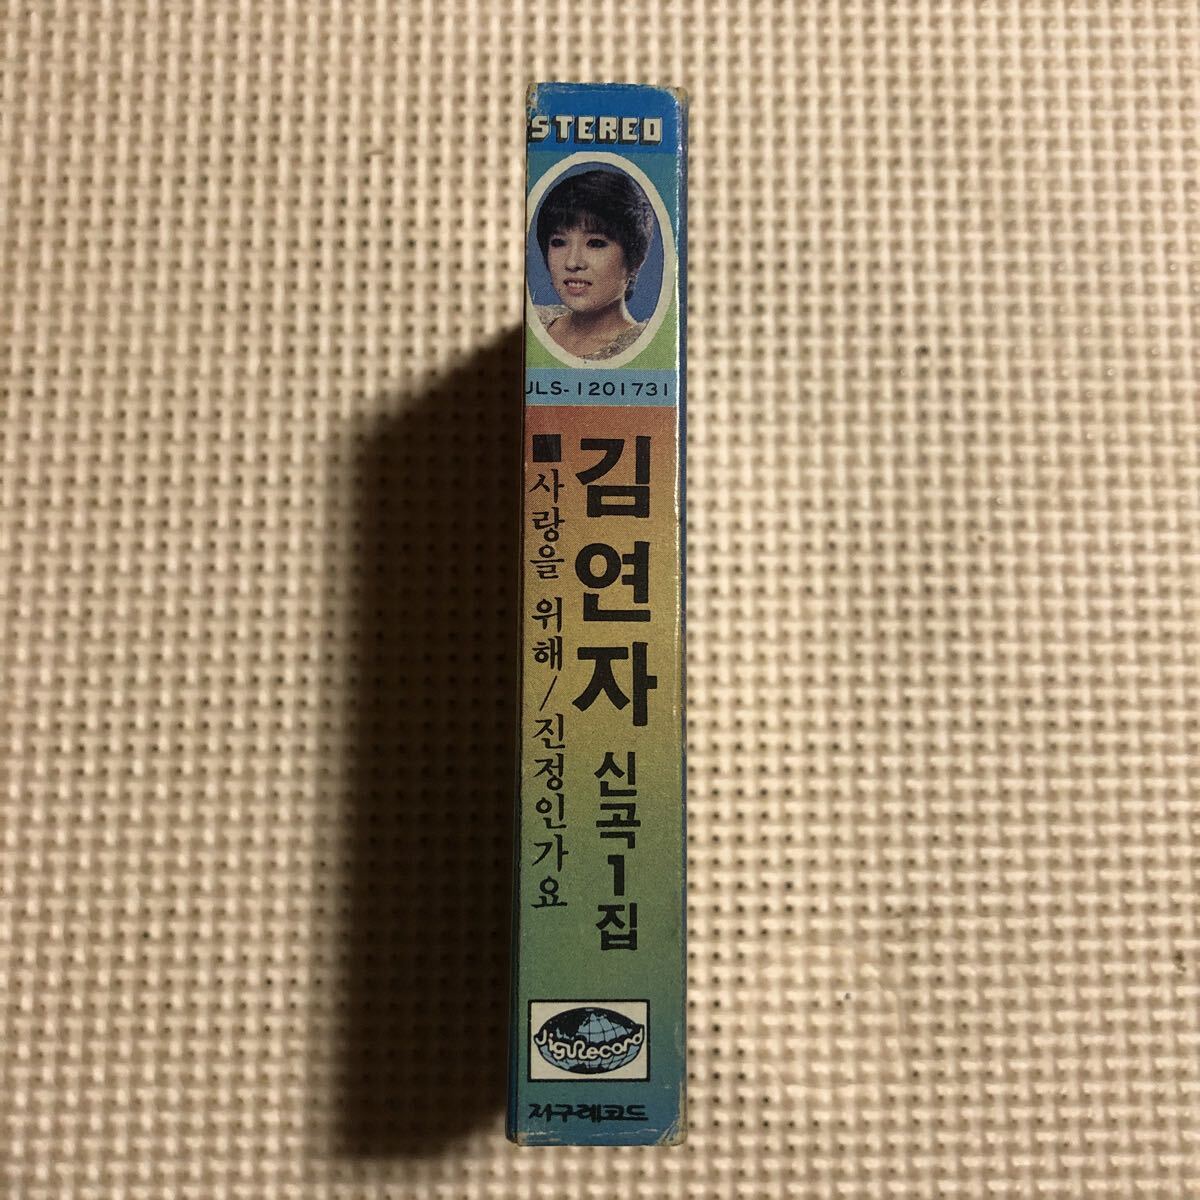 STEREO
JLS-1201731
김연자 신곡1집
■사랑을 위해/진정인가요
JiguRecord
지구레코드